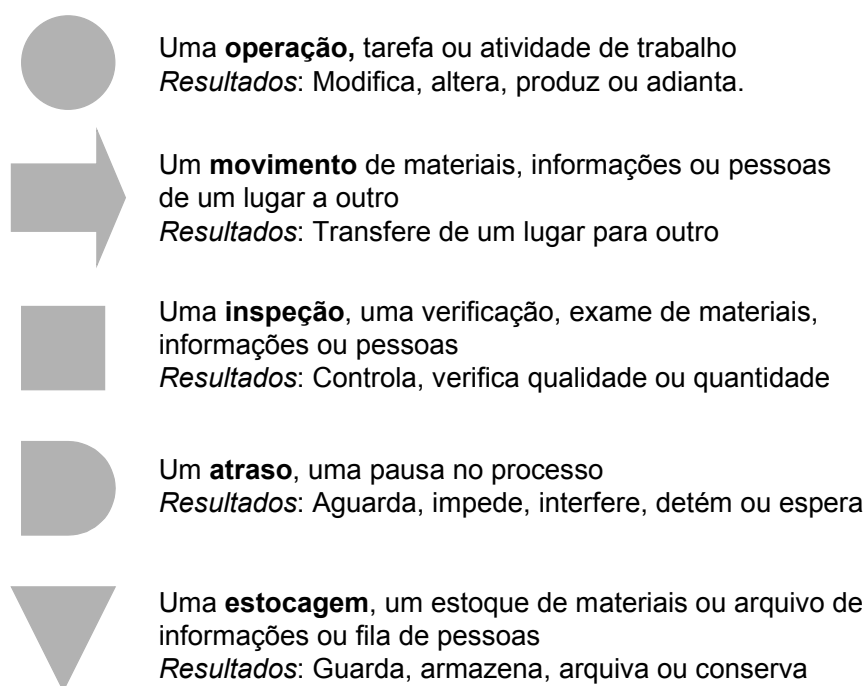 Uma operação, tarefa ou atividade de trabalho
Resultados: Modifica, altera, produz ou adianta.
Um movimento de materiais, informações ou pessoas
de um lugar a outro
Resultados: Transfere de um lugar para outro
Uma inspeção, uma verificação, exame de materiais,
informações ou pessoas
Resultados: Controla, verifica qualidade ou quantidade
Um atraso, uma pausa no processo
Resultados: Aguarda, impede, interfere, detém ou espera
Uma estocagem, um estoque de materiais ou arquivo de
informações ou fila de pessoas
Resultados: Guarda, armazena, arquiva ou conserva